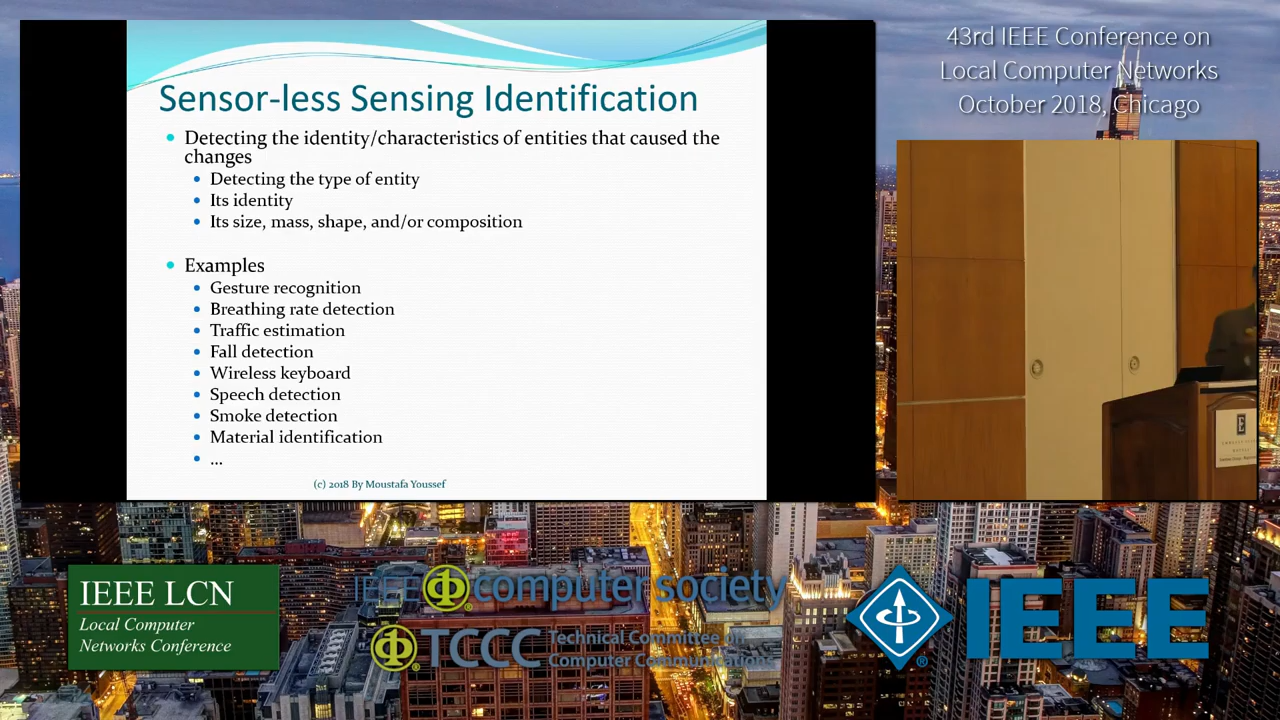 Sensor-less Sensing Identification
Detecting the identity/characteristics of entities that caused the
changes
Detecting the type of entity
Its identity
Its size, mass, shape, and/or composition
Examples
Gesture recognition
Breathing rate detection
Traffic estimation
Fall detection
Wireless keyboard
Speech detection
Smoke detection
Material identification
...
(c) 2018 By Moustafa Youssef
43rd IEEE Conference on
Local Computer Networks
October 2018, Chicago
IEEE LCN
Local Computer
Networks Conference
IEEE computer society
TCCC Technical Committee on
Computer Communications
IEEE